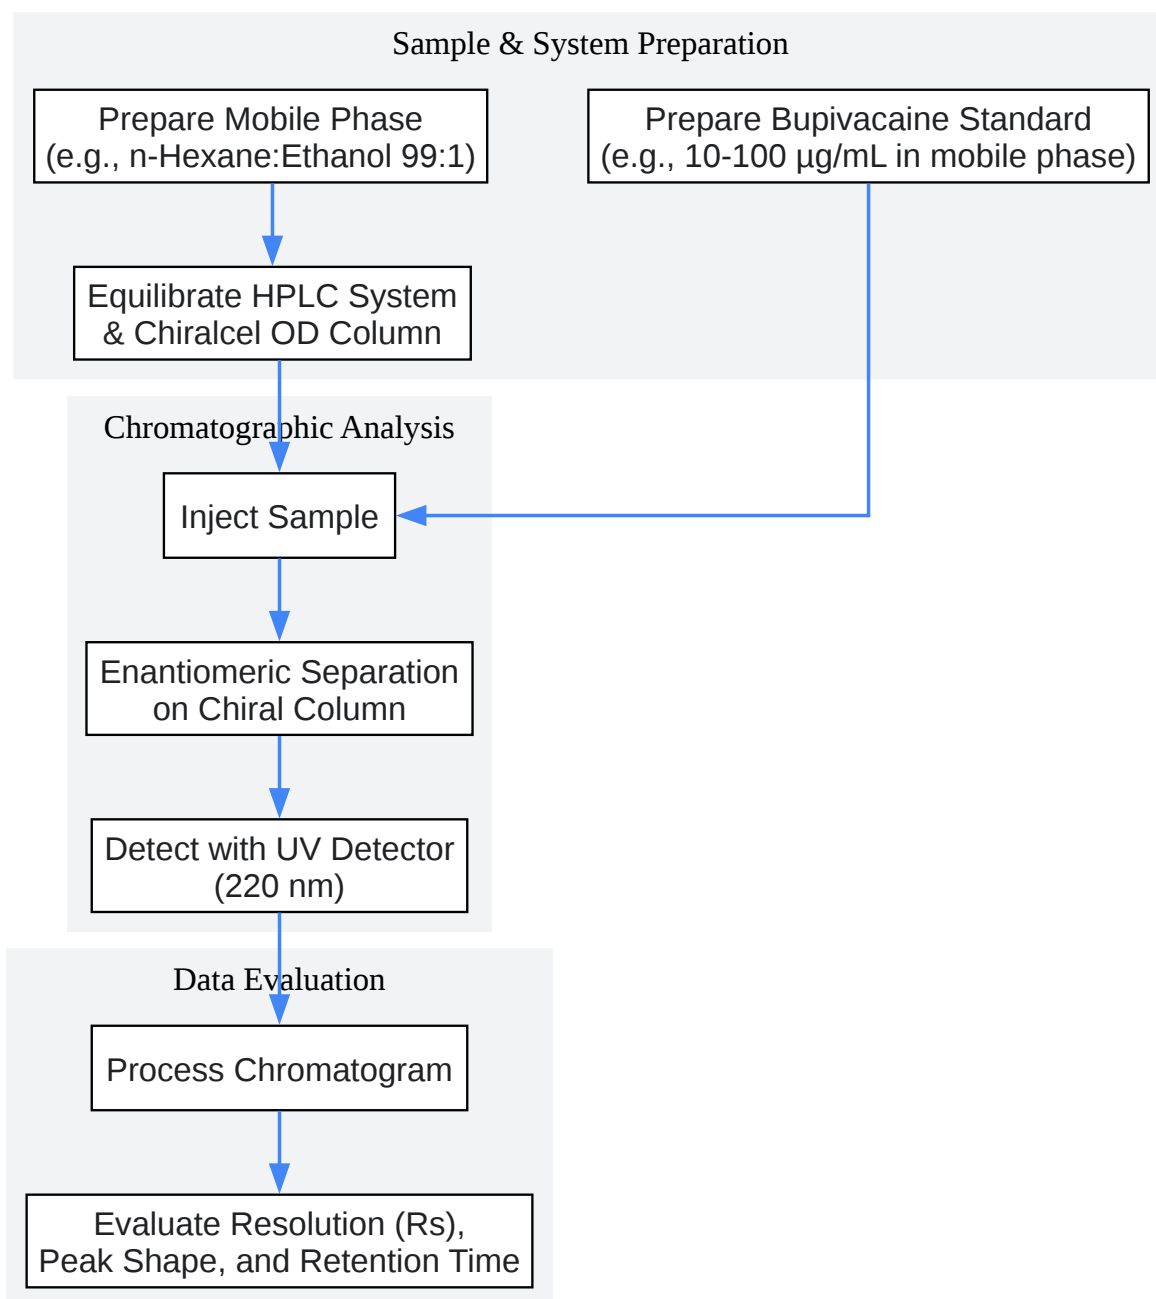 Sample & System Preparation
Prepare Mobile Phase
(e.g., n-Hexane:Ethanol 99:1)
Prepare Bupivacaine Standard
(e.g., 10-100 µg/mL in mobile phase)
Equilibrate HPLC System
& Chiralcel OD Column
Chromatographic Analysis
Inject Sample
Enantiomeric Separation
on Chiral Column
Detect with UV Detector
(220 nm)
Data Evaluation
Process Chromatogram
Evaluate Resolution (Rs),
Peak Shape, and Retention Time